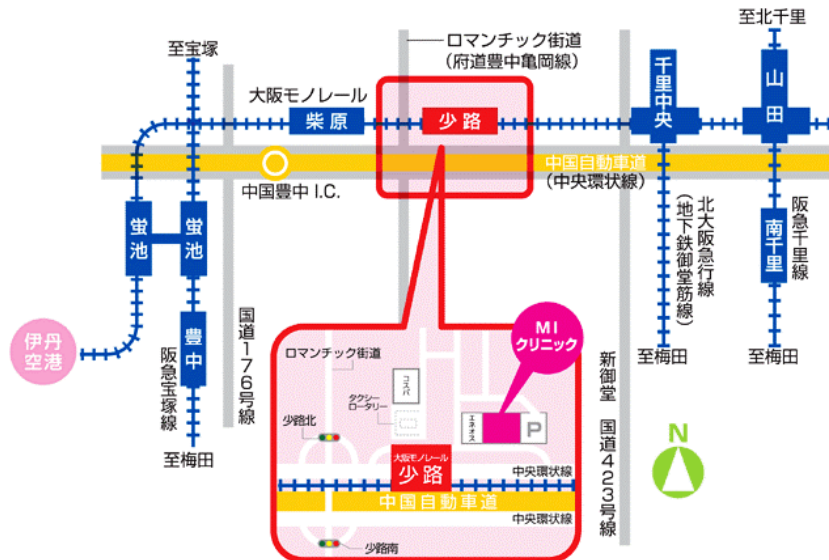 至宝塚
ロマンチック街道
(府道豊中亀岡線)
至北千里
大阪モノレール
柴原
少路
千里中央
山田
中国自動車道
(中央環状線)
中国豊中 I.C.
蛍池
蛍池
豊中
伊丹
空港
阪急宝塚線
国道176号線
至梅田
北大阪急行線
(地下鉄御堂筋線)
至梅田
南千里
阪急千里線
至梅田
新御堂 国道423号線
N
MI
クリニック
ロマンチック街道
コスパ
タクシー
ロータリー
エネオス
P
少路北
大阪モノレール
少路
中央環状線
中国自動車道
中央環状線
少路南